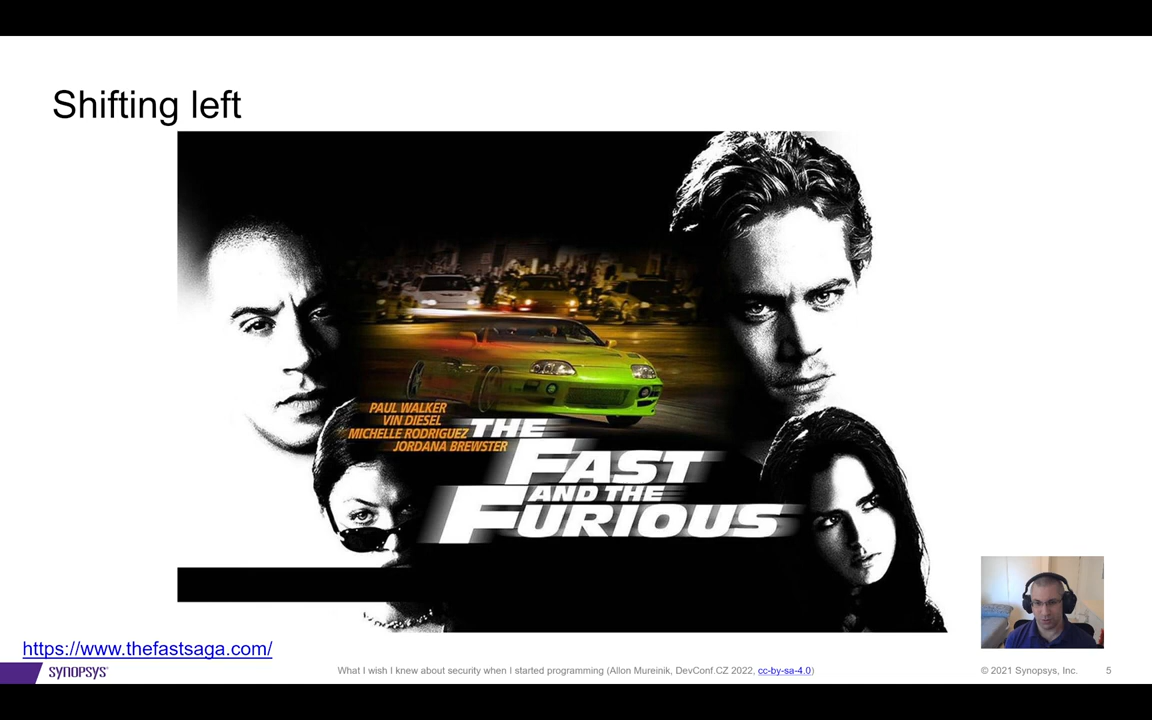 Shifting left
PAUL WALKER
VIN DIESEL
MICHELLE RODRIGUEZ
JORDANA BREWSTER
THE
FAST
AND THE
FURIOUS
https://www.thefastsaga.com/
SYNOPSYS®
What I wish I knew about security when I started programming (Allon Mureinik, DevConf.CZ 2022, cc-by-sa-4.0)
© 2021 Synopsys, Inc.
5